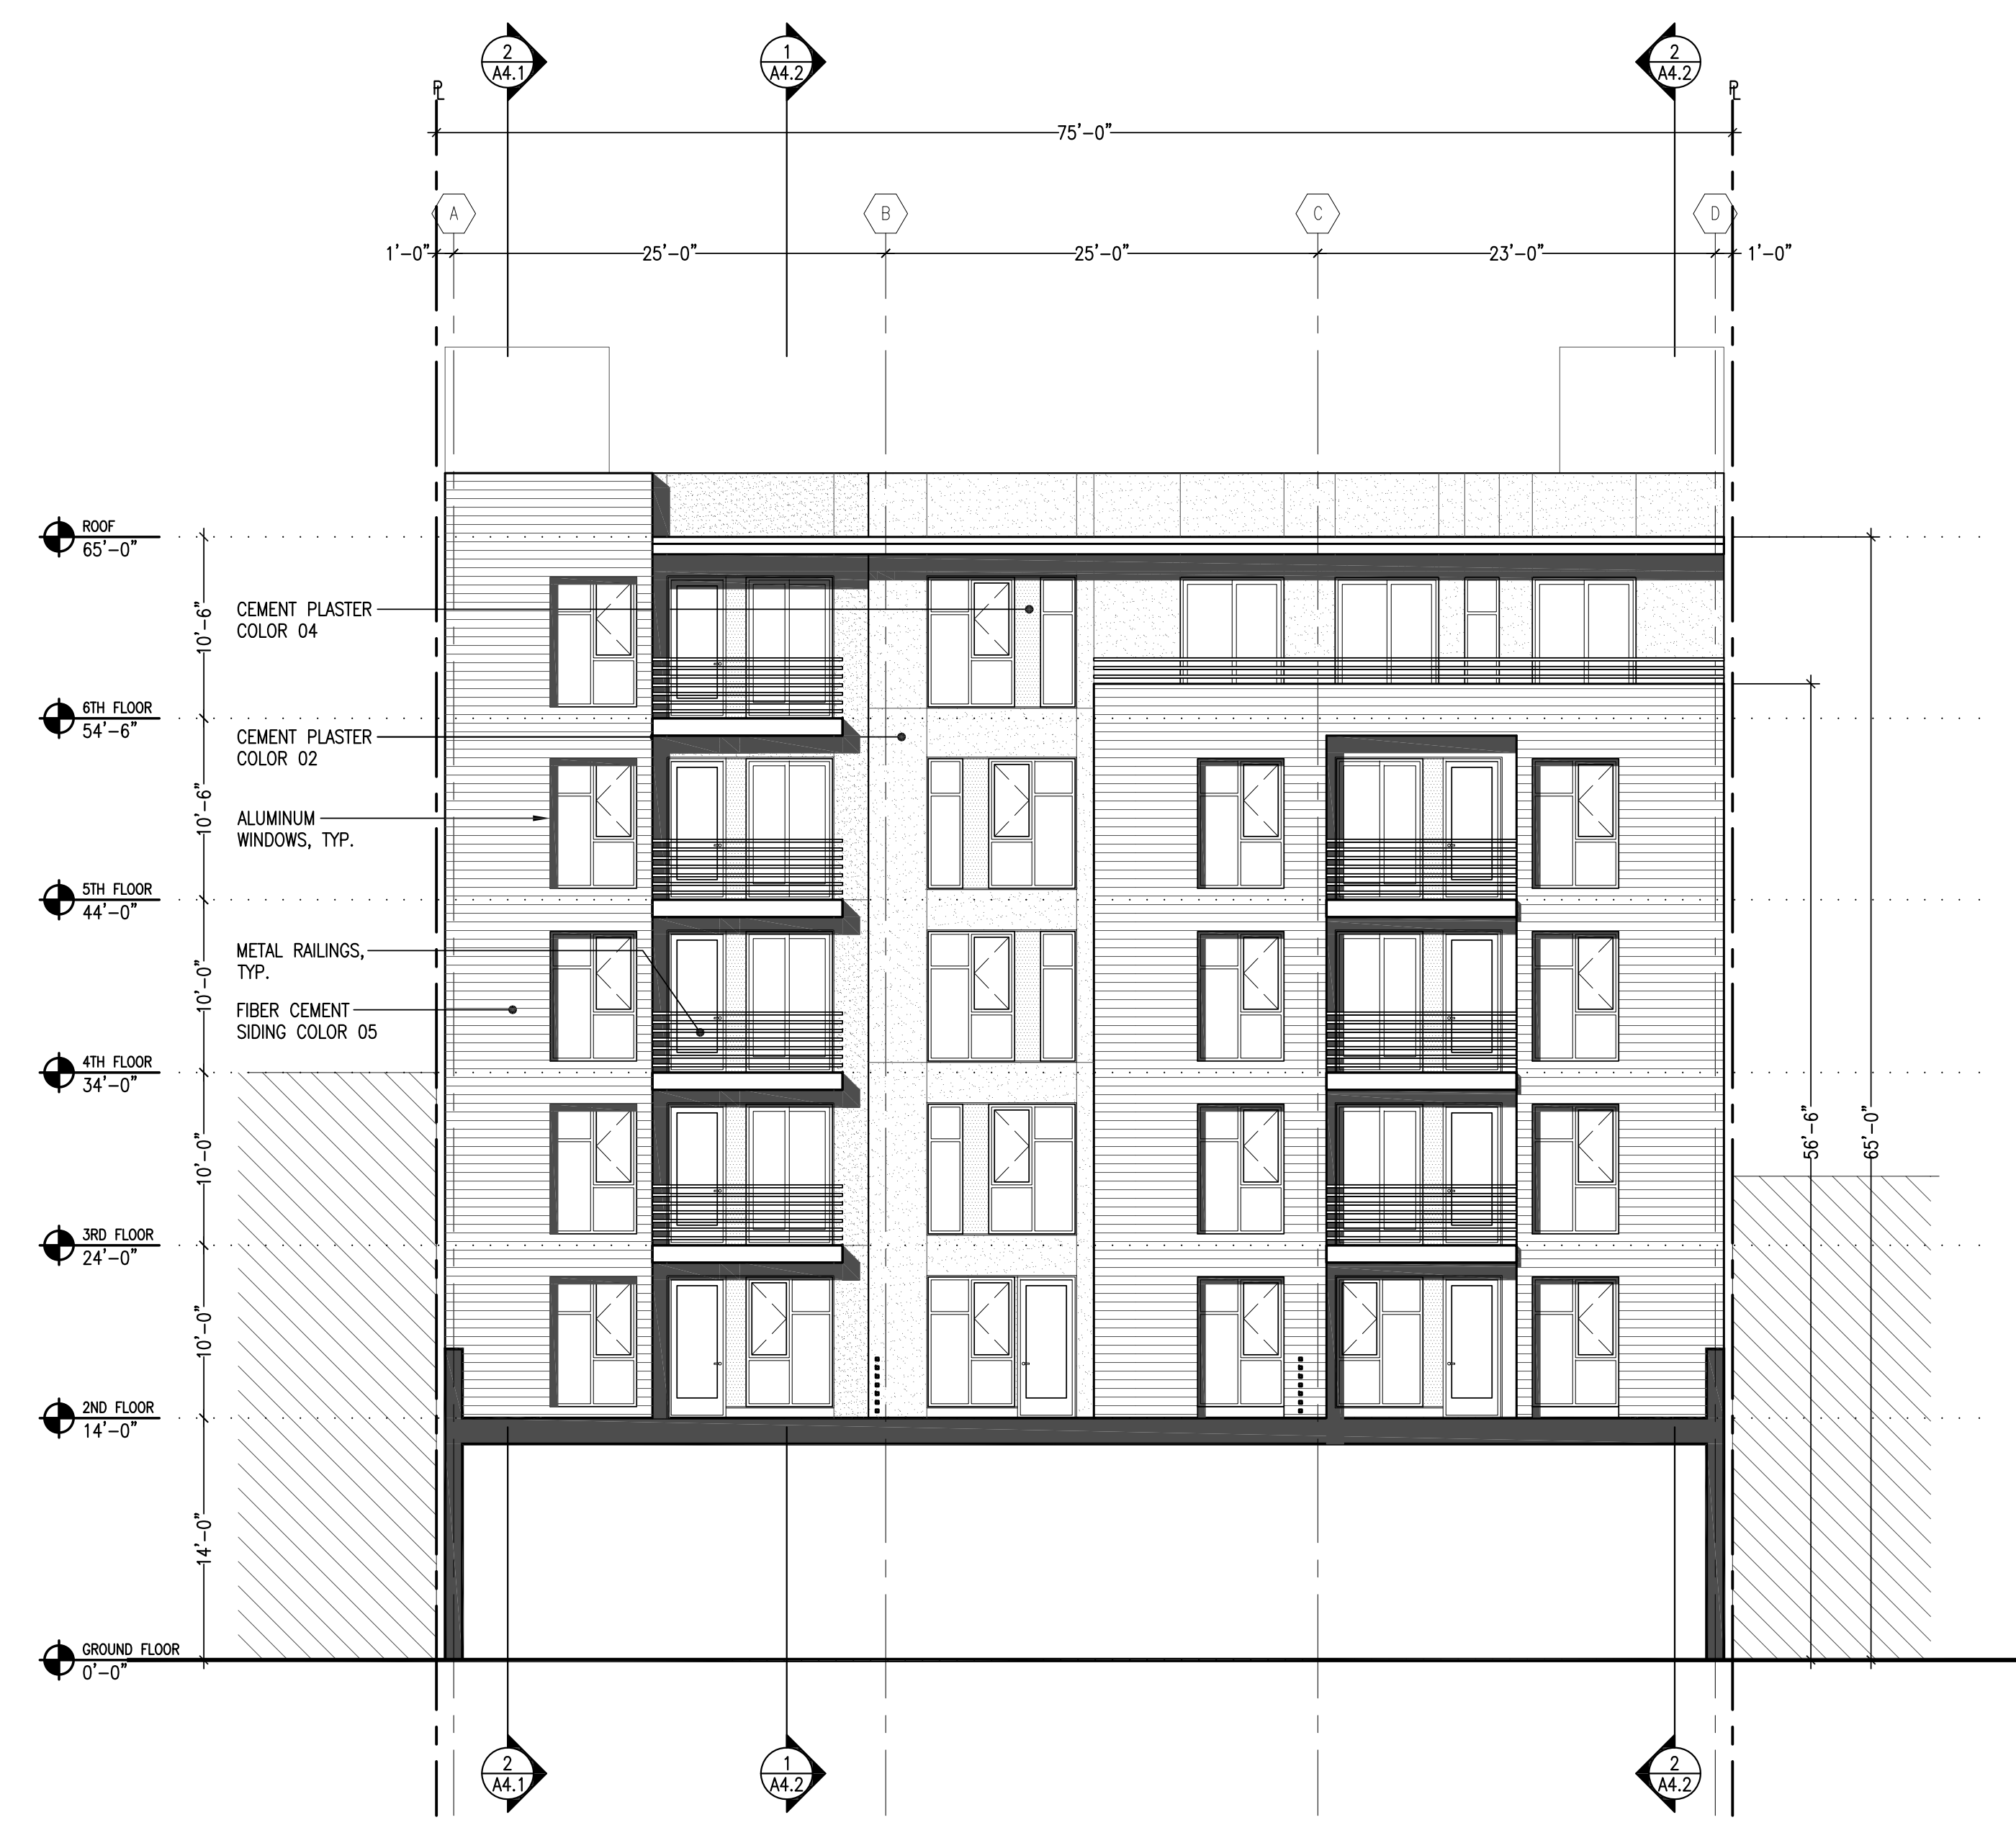 2
A4.1
1
A4.2
2
A4.2
PL
PL
75'-0"
A
B
C
D
1'-0"
25'-0"
25'-0"
23'-0"
1'-0"
ROOF
65'-0"
10'-6"
CEMENT PLASTER
COLOR 04
6TH FLOOR
54'-6"
CEMENT PLASTER
COLOR 02
10'-6"
ALUMINUM
WINDOWS, TYP.
5TH FLOOR
44'-0"
METAL RAILINGS,
TYP.
10'-0"
FIBER CEMENT
SIDING COLOR 05
4TH FLOOR
34'-0"
10'-0"
56'-6"
65'-0"
3RD FLOOR
24'-0"
10'-0"
2ND FLOOR
14'-0"
14'-0"
GROUND FLOOR
0'-0"
2
A4.1
1
A4.2
2
A4.2